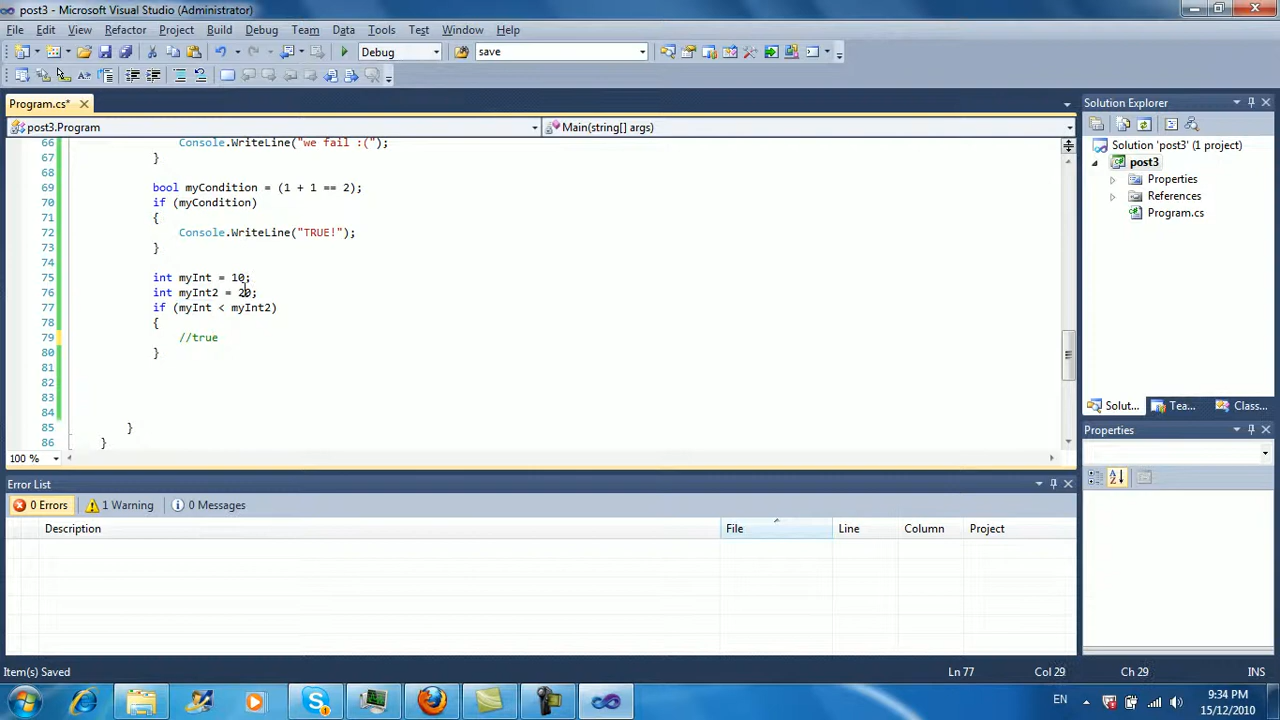 post3 - Microsoft Visual Studio (Administrator)
File Edit View Refactor Project Build Debug Team Data Tools Test Window Help
Debug save
Program.cs*
Solution Explorer
post3.Program Main(string[] args)
Solution 'post3' (1 project)
post3
Properties
References
Program.cs
66 Console.WriteLine("we fail :(");
67 }
68
69 bool myCondition = (1 + 1 == 2);
70 if (myCondition)
71 {
72 Console.WriteLine("TRUE!");
73 }
74
75 int myInt = 10;
76 int myInt2 = 20;
77 if (myInt < myInt2)
78 {
79 //true
80 }
81
82
83
84
85 }
86 }
Solut... Tea... Class...
Properties
100 %
Error List
0 Errors 1 Warning 0 Messages
Description File Line Column Project
Item(s) Saved Ln 77 Col 29 Ch 29 INS
EN 9:34 PM
15/12/2010